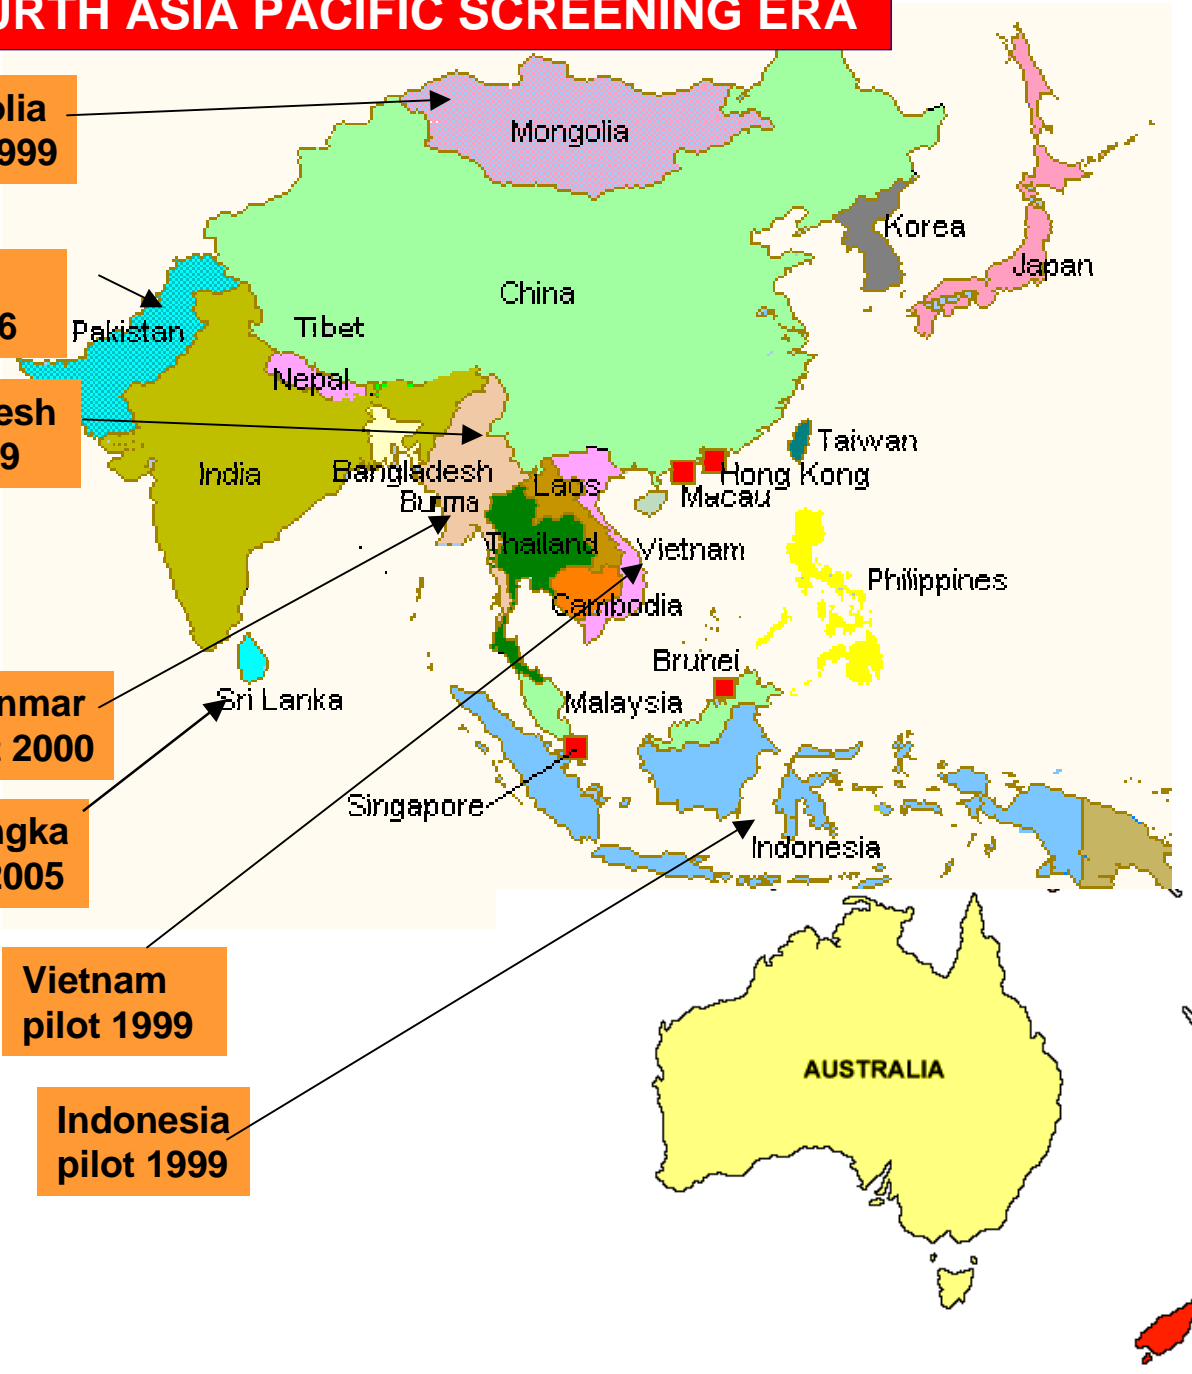 URTH ASIA PACIFIC SCREENING ERA
olia
1999
6
esh
9
nmar
2000
ngka
2005
Vietnam
pilot 1999
Indonesia
pilot 1999
Mongolia
Korea
Japan
China
Pakistan
Tibet
Nepal
India
Bangladesh
Burma
Laos
Taiwan
Hong Kong
Macau
Thailand
Vietnam
Cambodia
Philippines
Brunei
Sri Lanka
Malaysia
Singapore
Indonesia
AUSTRALIA